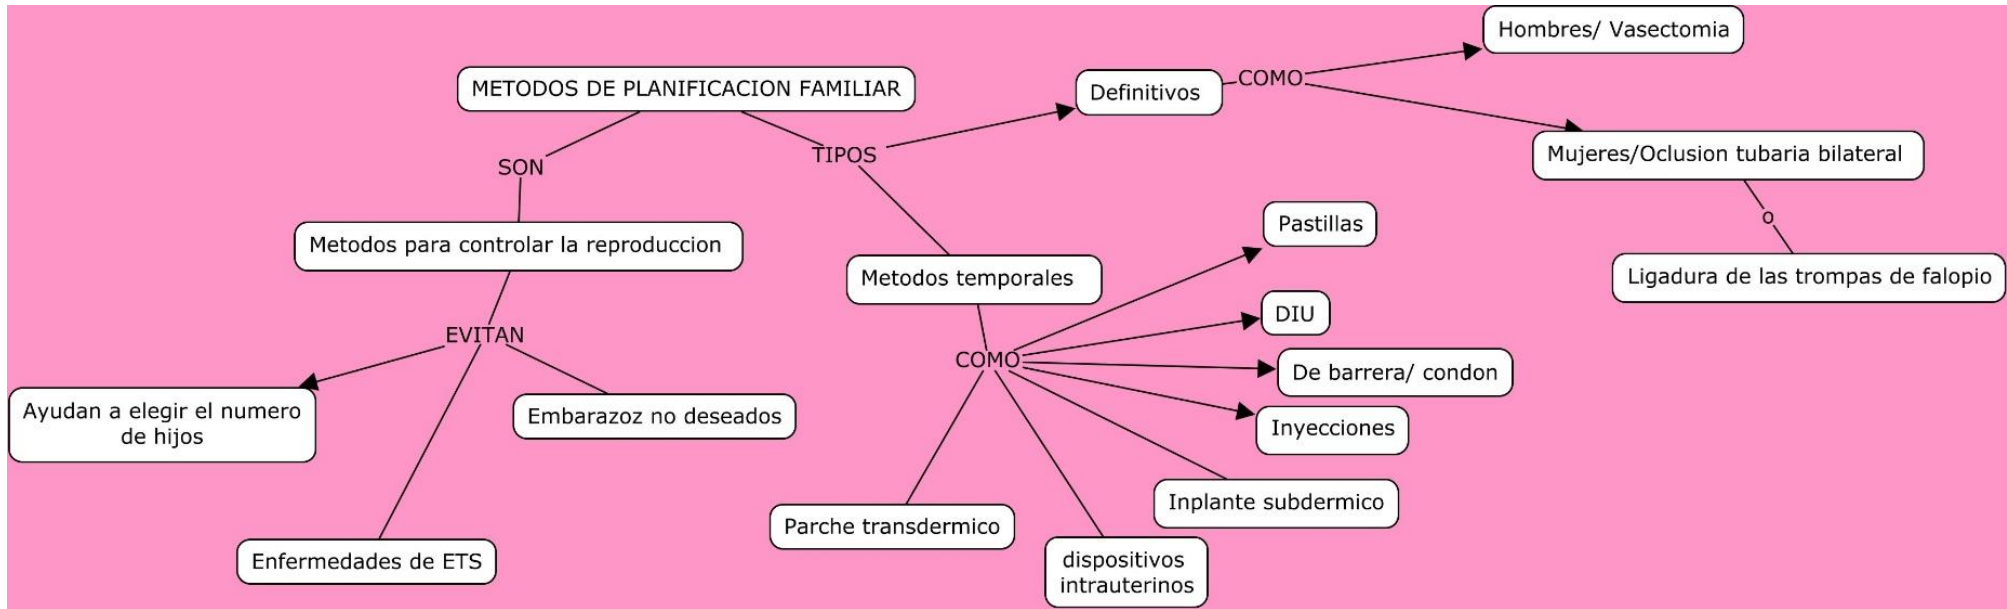 METODOS DE PLANIFICACION FAMILIAR
SON
Metodos para controlar la reproduccion
EVITAN
Ayudan a elegir el numero
de hijos
Enfermedades de ETS
Embarazoz no deseados
TIPOS
Definitivos
COMO
Hombres/ Vasectomia
Mujeres/Oclusion tubaria bilateral
o
Ligadura de las trompas de falopio
Metodos temporales
COMO
Pastillas
DIU
De barrera/ condon
Inyecciones
Inplante subdermico
dispositivos
intrauterinos
Parche transdermico